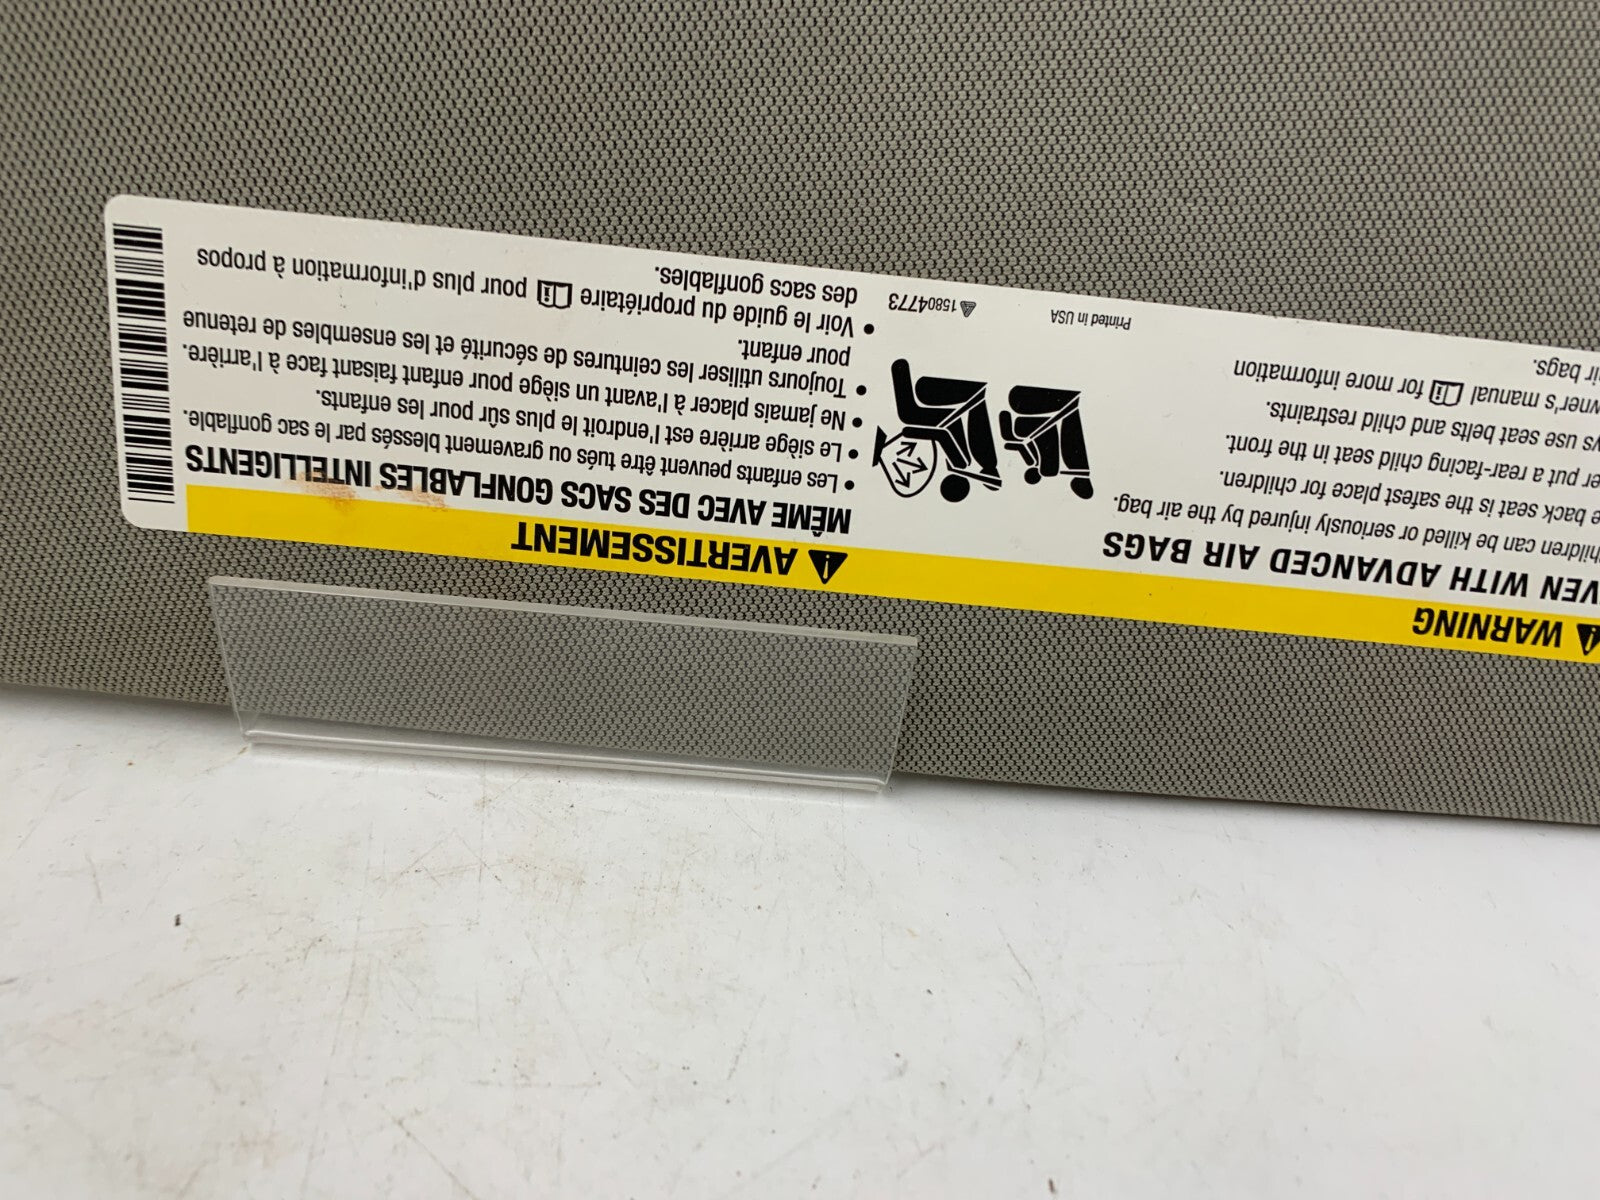 WARNING
VEN WITH ADVANCED AIR BAGS
hildren can be killed or seriously injured by the air bag.
e back seat is the safest place for children.
er put a rear-facing child seat in the front.
ys use seat belts and child restraints.
wner's manual for more information
ir bags.
Printed in USA
15804773
AVERTISSEMENT
MÊME AVEC DES SACS GONFLABLES INTELLIGENTS
• Les enfants peuvent être tués ou gravement blessés par le sac gonflable.
• Le siège arrière est l'endroit le plus sûr pour les enfants.
• Ne jamais placer à l'avant un siège pour enfant faisant face à l'arrière.
• Toujours utiliser les ceintures de sécurité et les ensembles de retenue
pour enfant.
• Voir le guide du propriétaire pour plus d'information à propos
des sacs gonflables.